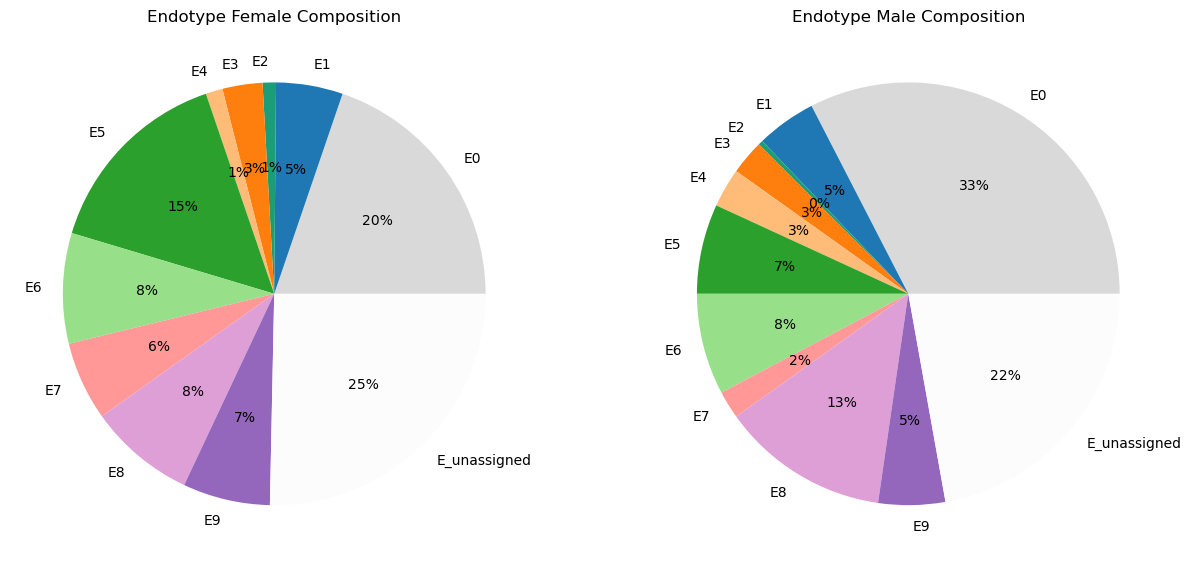 Endotype Female Composition
E0
20%
E1
5%
E2
1%
E3
3%
E4
1%
E5
15%
E6
8%
E7
6%
E8
8%
E9
7%
E_unassigned
25%
Endotype Male Composition
E0
33%
E1
5%
E2
0%
E3
3%
E4
3%
E5
7%
E6
8%
E7
2%
E8
13%
E9
5%
E_unassigned
22%